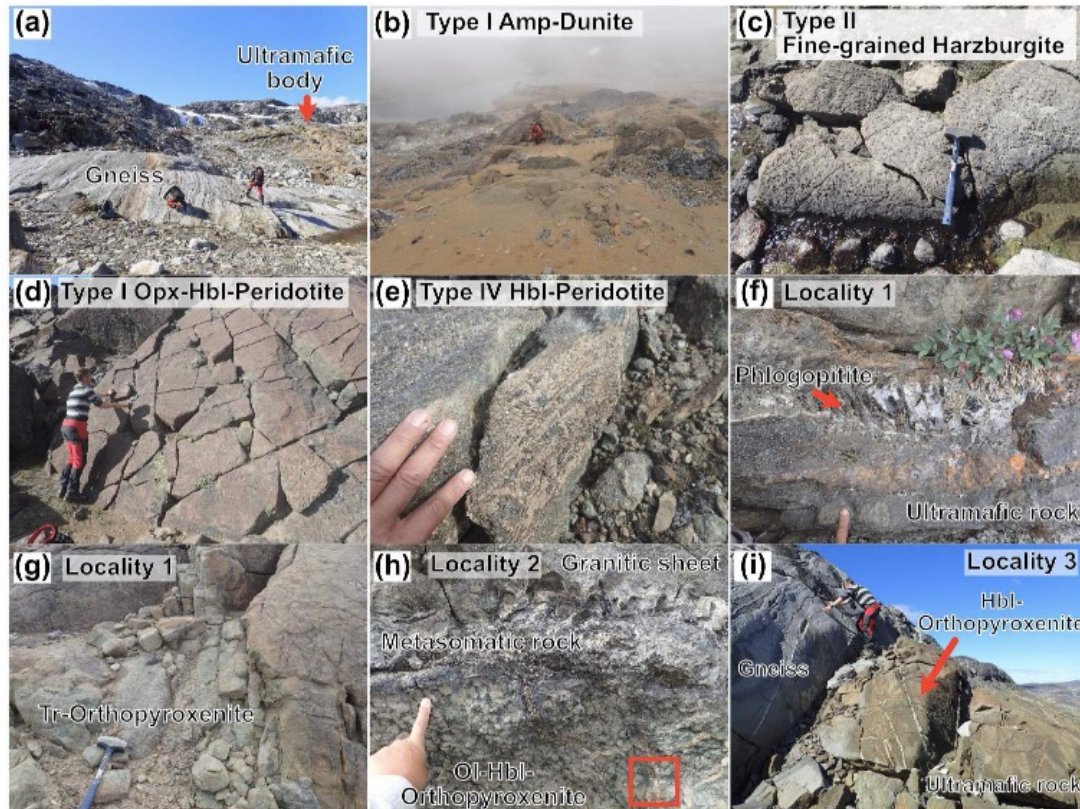 (a)
Ultramafic
body
Gneiss
(b) Type I Amp-Dunite
(c) Type II
Fine-grained Harzburgite
(d) Type I Opx-Hbl-Peridotite
(e) Type IV Hbl-Peridotite
(f) Locality 1
Phlogopitite
Ultramafic rock
(g) Locality 1
Tr-Orthopyroxenite
(h) Locality 2 Granitic sheet
Metasomatic rock
Ol-Hbl-
Orthopyroxenite
(i) Locality 3
Hbl-
Orthopyroxenite
Gneiss
Ultramafic rock